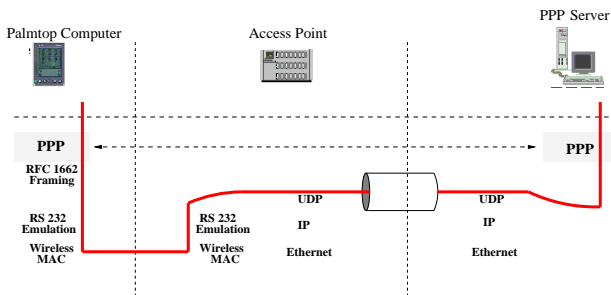 Palmtop Computer
Access Point
PPP Server
PPP
PPP
RFC 1662
Framing
RS 232
Emulation
Wireless
MAC
RS 232
Emulation
Wireless
MAC
UDP
IP
Ethernet
UDP
IP
Ethernet